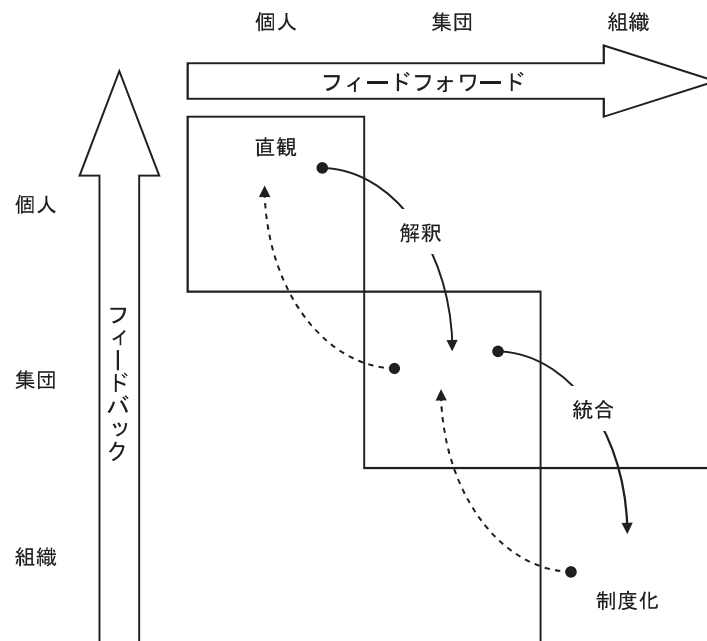 個人 集団 組織
フィードフォワード
直観
個人
解釈
フィードバック
集団
統合
組織
制度化